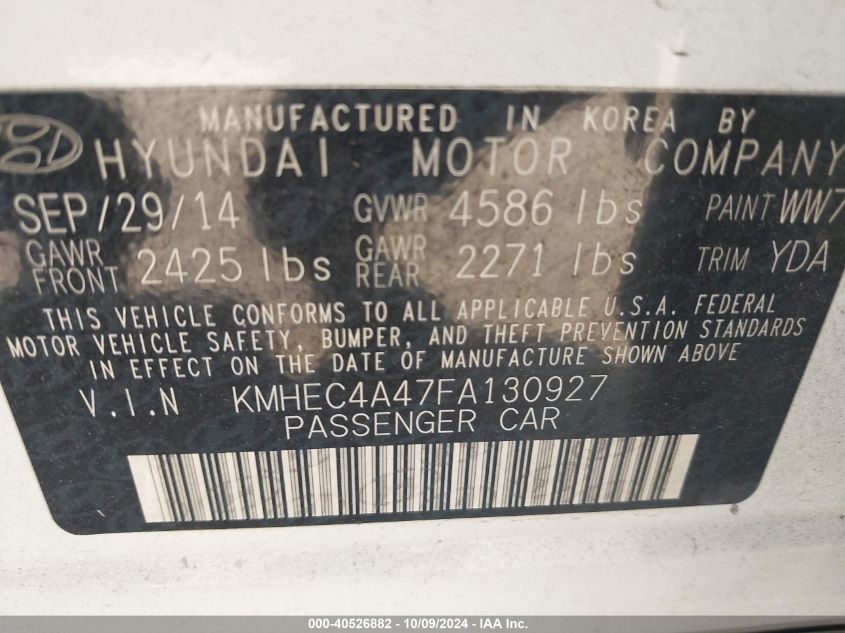 MANUFACTURED IN KOREA BY
HYUNDAI MOTOR COMPANY
SEP/29/14 GVWR 4586 lbs PAINT WW7
GAWR FRONT 2425 lbs GAWR REAR 2271 lbs TRIM YDA
THIS VEHICLE CONFORMS TO ALL APPLICABLE U.S.A. FEDERAL
MOTOR VEHICLE SAFETY, BUMPER, AND THEFT PREVENTION STANDARDS
IN EFFECT ON THE DATE OF MANUFACTURE SHOWN ABOVE
V.I.N KMHEC4A47FA130927
PASSENGER CAR
000-40526882 - 10/09/2024 - IAA Inc.